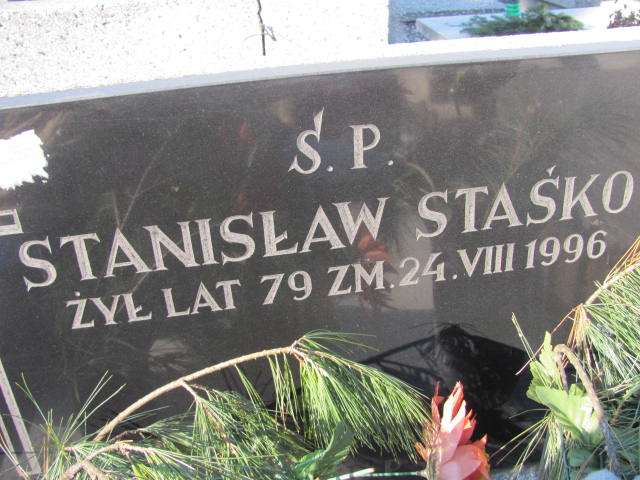 Ś. P.
STANISŁAW STAŚKO
ŻYŁ LAT 79 ZM. 24. VIII 1996